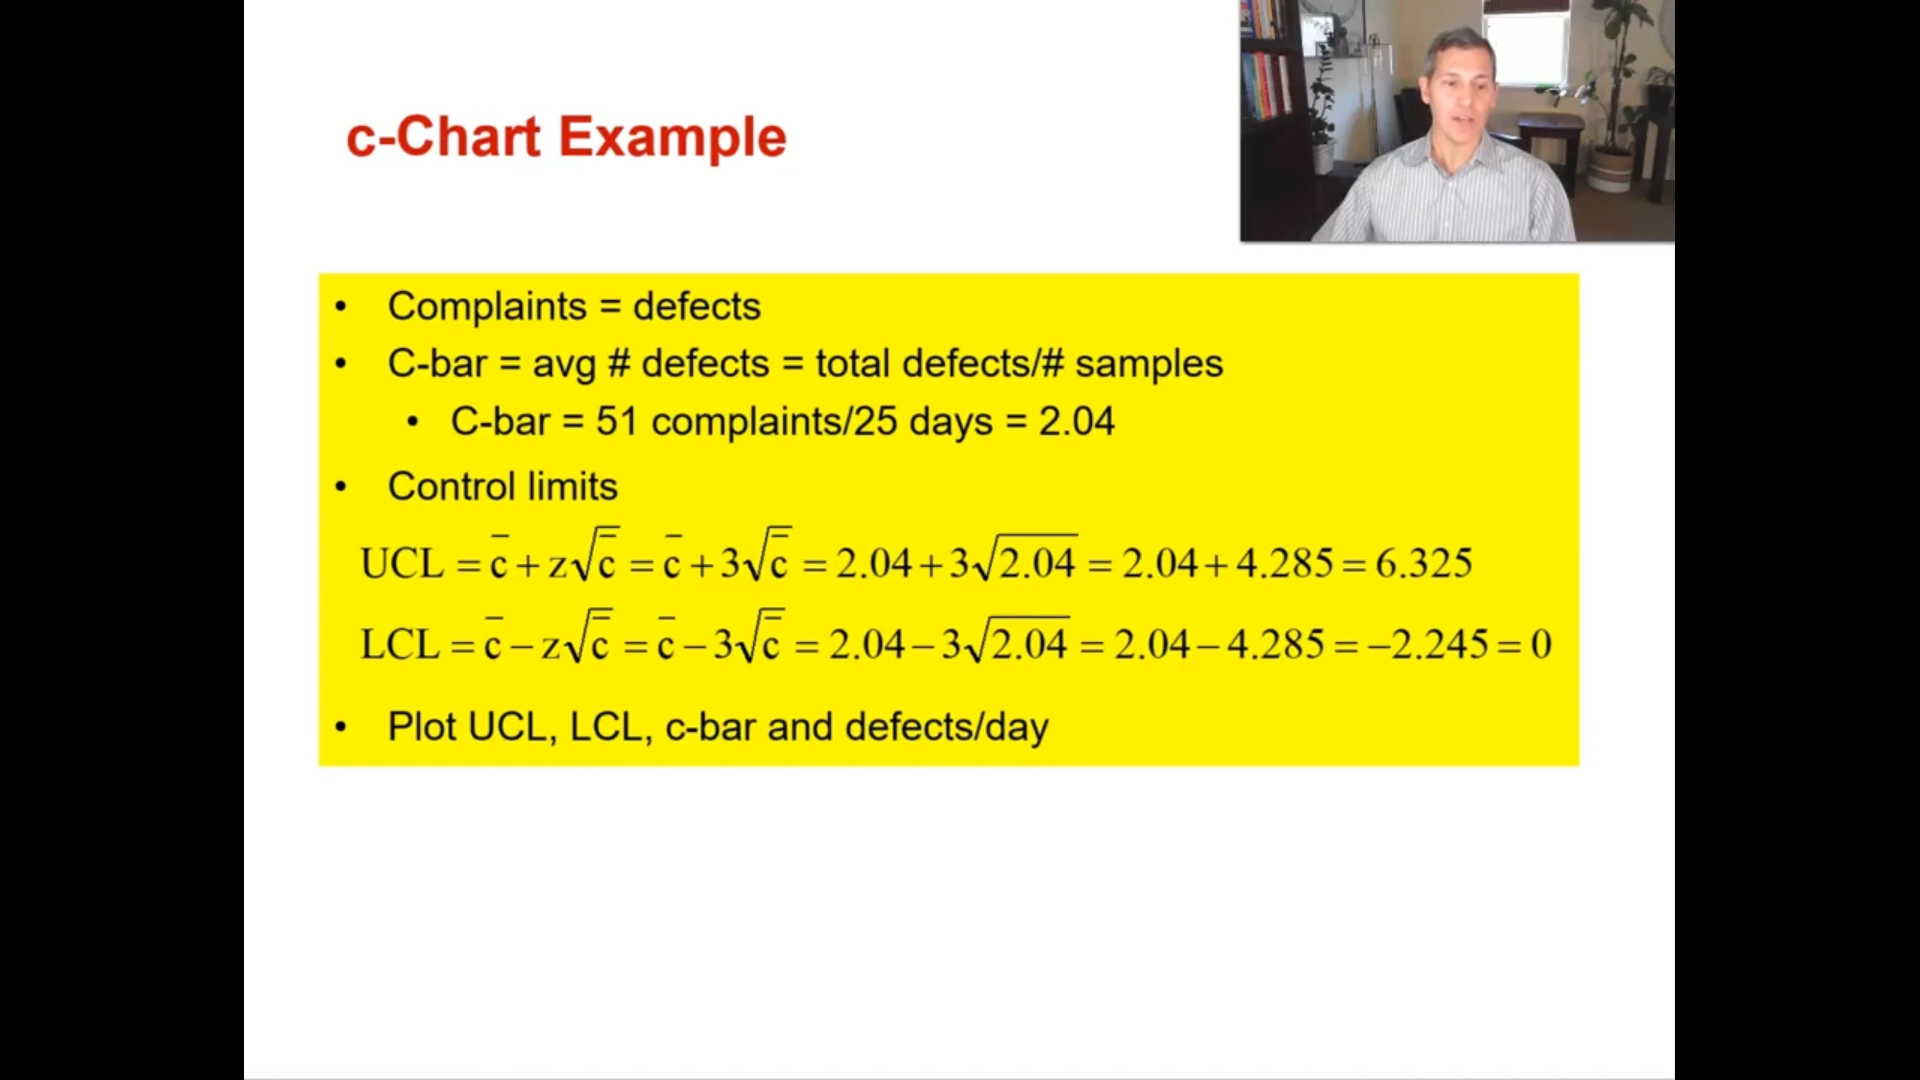 c-Chart Example
• Complaints = defects
• C-bar = avg # defects = total defects/# samples
• C-bar = 51 complaints/25 days = 2.04
• Control limits
UCL = c̄ + z√c̄ = c̄ + 3√c̄ = 2.04 + 3√2.04 = 2.04 + 4.285 = 6.325
LCL = c̄ − z√c̄ = c̄ − 3√c̄ = 2.04 − 3√2.04 = 2.04 − 4.285 = −2.245 = 0
• Plot UCL, LCL, c-bar and defects/day